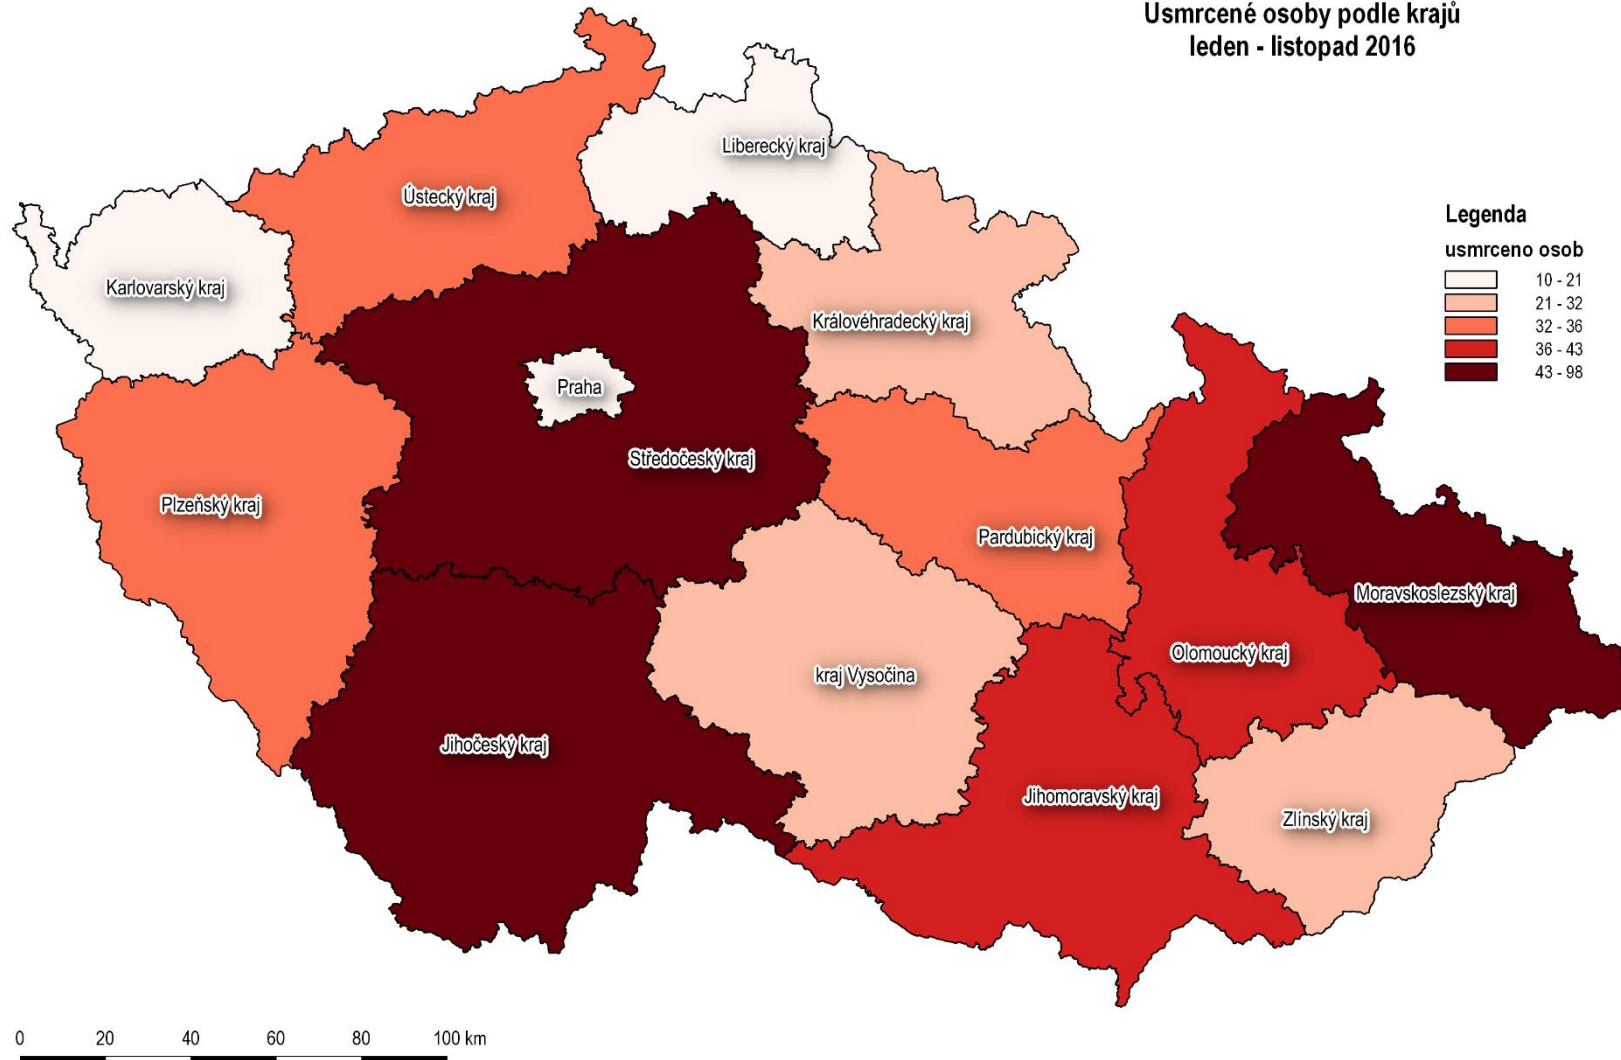 Usmrcené osoby podle krajů
leden - listopad 2016
Liberecký kraj
Ústecký kraj
Legenda
usmrceno osob
10 - 21
21 - 32
32 - 36
36 - 43
43 - 98
Karlovarský kraj
Královéhradecký kraj
Praha
Středočeský kraj
Plzeňský kraj
Pardubický kraj
Moravskoslezský kraj
Olomoucký kraj
kraj Vysočina
Jihočeský kraj
Jihomoravský kraj
Zlínský kraj
0 20 40 60 80 100 km